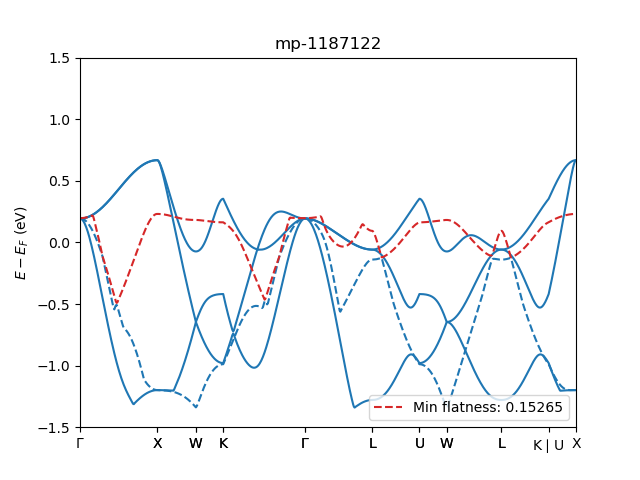 mp-1187122
1.5
1.0
0.5
0.0
−0.5
−1.0
−1.5
E − E_F (eV)
Min flatness: 0.15265
Γ X W K Γ L U W L K | U X